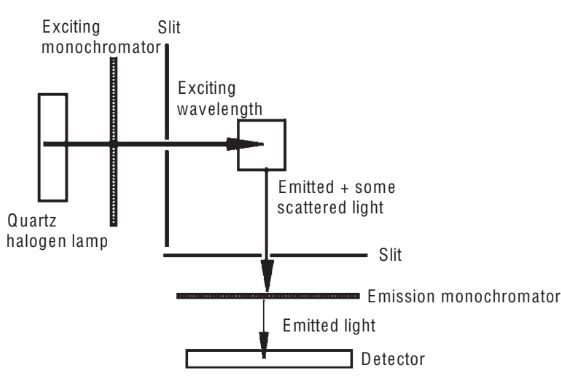 Exciting
monochromator
Slit
Exciting
wavelength
Emitted + some
scattered light
Quartz
halogen lamp
Slit
Emission monochromator
Emitted light
Detector